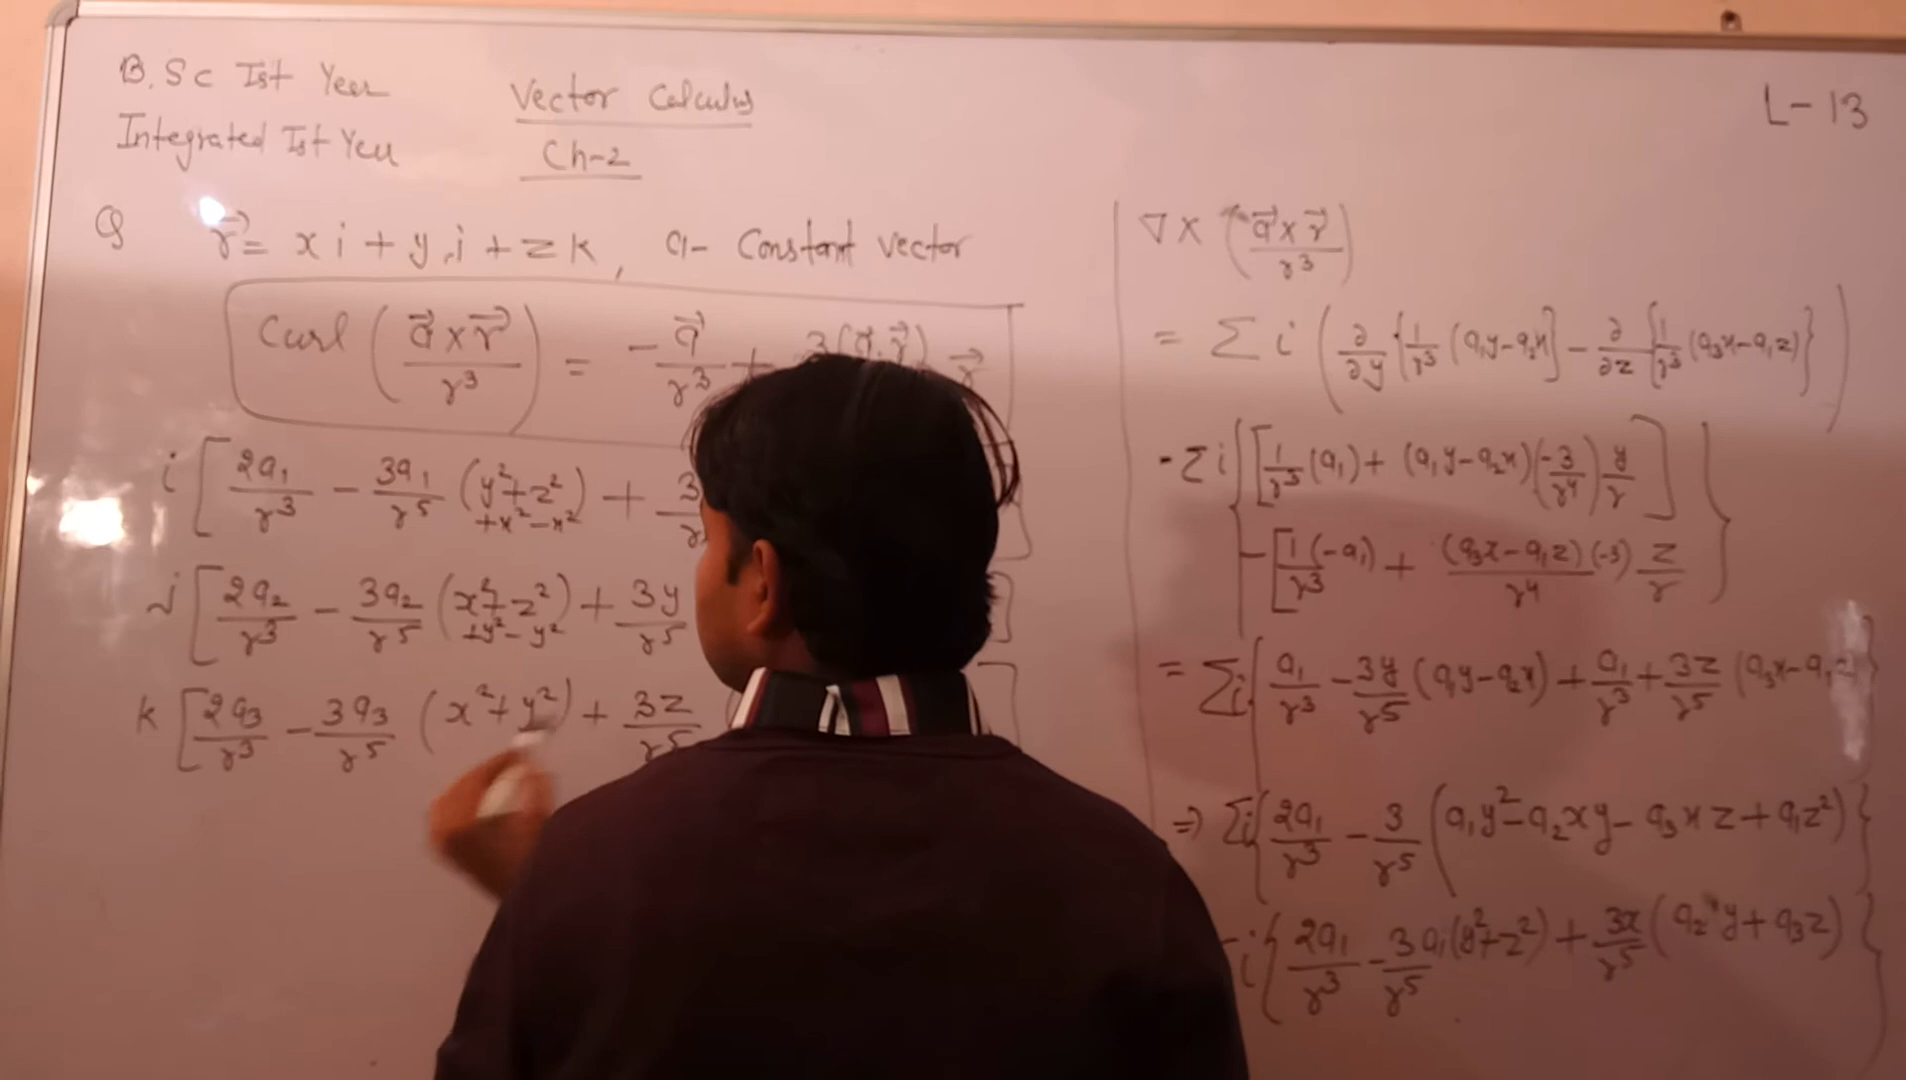 B.Sc Ist Year
Integrated Ist Year
Vector Calculus
Ch-2
L-13
Q r⃗ = x i + y j + z k, a - Constant vector
Curl ( a⃗×r⃗ / r³ ) = - a⃗ / r³ + 3(a⃗.r⃗) r⃗
i [ 2a₁/r³ - 3a₁/r⁵ (y²+z² +x²-x²) + 3
j [ 2a₂/r³ - 3a₂/r⁵ (x²+z² +y²-y²) + 3y/r⁵ ]
k [ 2a₃/r³ - 3a₃/r⁵ (x²+y²) + 3z/r⁵ ]
∇ × ( a⃗×r⃗ / r³ )
= Σ i ( ∂/∂y { 1/r³ (a₁y-a₂x) } - ∂/∂z { 1/r³ (a₃x-a₁z) } )
= Σ i { [ 1/r³ (a₁) + (a₁y-a₂x) (-3/r⁴) y/r ]
- [ 1/r³ (-a₁) + (a₃x-a₁z)/r⁴ (-3) z/r }
= Σ i { a₁/r³ - 3y/r⁵ (a₁y-a₂x) + a₁/r³ + 3z/r⁵ (a₃x-a₁z }
⇒ Σ i { 2a₁/r³ - 3/r⁵ ( a₁y²-a₂xy-a₃xz+a₁z² ) }
i { 2a₁/r³ - 3a₁/r⁵ (y²+z²) + 3x/r⁵ ( a₂y+a₃z ) }